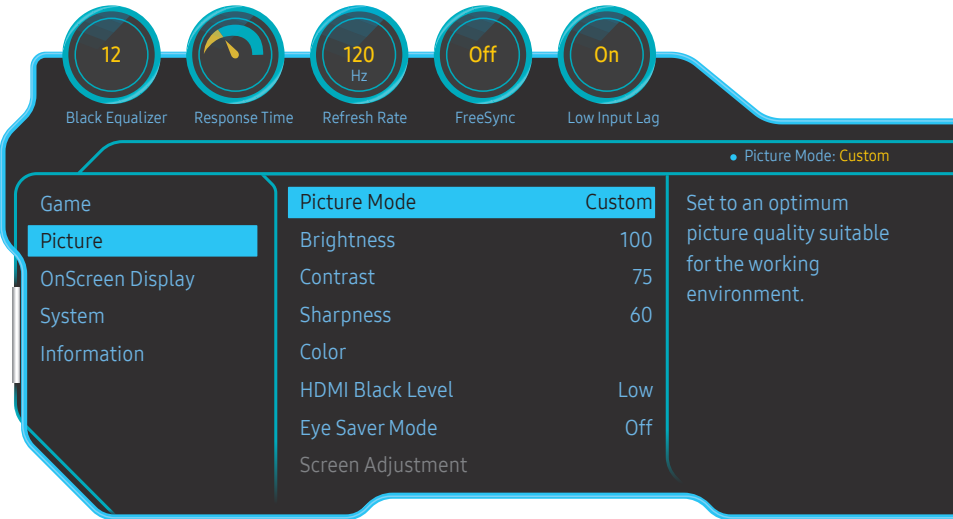 12
120
Hz
Off
On
Black Equalizer
Response Time
Refresh Rate
FreeSync
Low Input Lag
• Picture Mode: Custom
Game
Picture
OnScreen Display
System
Information
Picture Mode Custom
Brightness 100
Contrast 75
Sharpness 60
Color
HDMI Black Level Low
Eye Saver Mode Off
Screen Adjustment
Set to an optimum
picture quality suitable
for the working
environment.